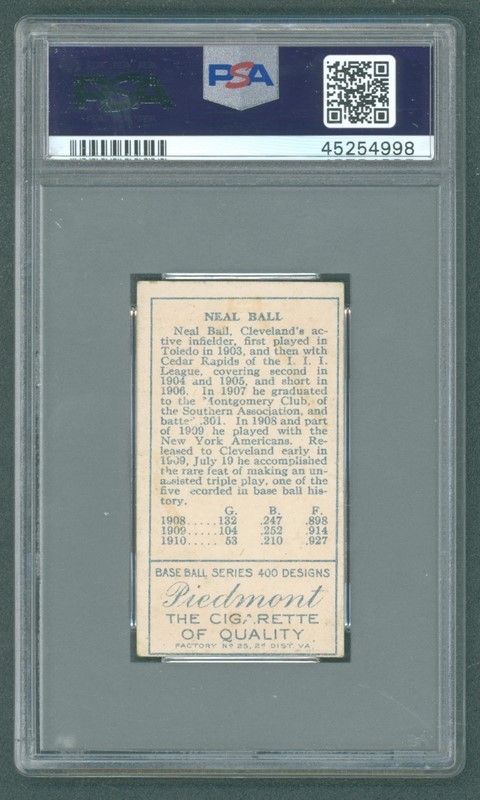 PSA
PSA
45254998
NEAL BALL
Neal Ball, Cleveland's ac-
tive infielder, first played in
Toledo in 1903, and then with
Cedar Rapids of the I. I. I.
League, covering second in
1904 and 1905, and short in
1906. In 1907 he graduated
to the Montgomery Club, of
the Southern Association, and
batte .301. In 1908 and part
of 1909 he played with the
New York Americans. Re-
leased to Cleveland early in
1909, July 19 he accomplished
the rare feat of making an un-
assisted triple play, one of the
five ecorded in base ball his-
tory.
G. B. F.
1908.....132 .247 .898
1909.....104 .252 .914
1910.....53 .210 .927
BASE BALL SERIES 400 DESIGNS
Piedmont
THE CIGARETTE
OF QUALITY
FACTORY No 25, 2d DIST. VA.